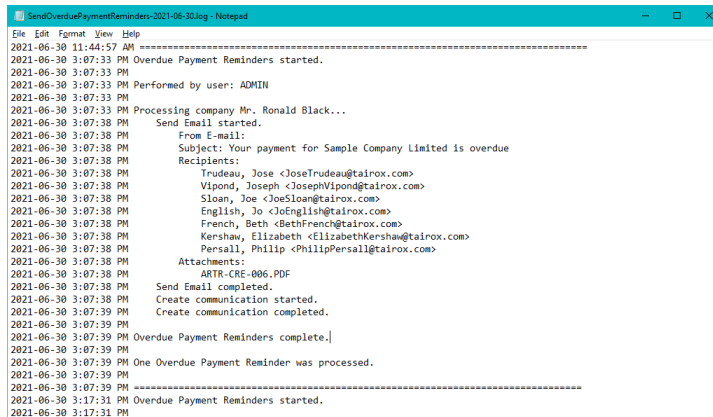 SendOverduePaymentReminders-2021-06-30.log - Notepad
File Edit Format View Help
2021-06-30 11:44:57 AM ================================================================================
2021-06-30 3:07:33 PM Overdue Payment Reminders started.
2021-06-30 3:07:33 PM
2021-06-30 3:07:33 PM Performed by user: ADMIN
2021-06-30 3:07:33 PM
2021-06-30 3:07:33 PM Processing company Mr. Ronald Black...
2021-06-30 3:07:38 PM     Send Email started.
2021-06-30 3:07:38 PM         From E-mail:
2021-06-30 3:07:38 PM         Subject: Your payment for Sample Company Limited is overdue
2021-06-30 3:07:38 PM         Recipients:
2021-06-30 3:07:38 PM             Trudeau, Jose <JoseTrudeau@tairox.com>
2021-06-30 3:07:38 PM             Vipond, Joseph <JosephVipond@tairox.com>
2021-06-30 3:07:38 PM             Sloan, Joe <JoeSloan@tairox.com>
2021-06-30 3:07:38 PM             English, Jo <JoEnglish@tairox.com>
2021-06-30 3:07:38 PM             French, Beth <BethFrench@tairox.com>
2021-06-30 3:07:38 PM             Kershaw, Elizabeth <ElizabethKershaw@tairox.com>
2021-06-30 3:07:38 PM             Persall, Philip <PhilipPersall@tairox.com>
2021-06-30 3:07:38 PM         Attachments:
2021-06-30 3:07:38 PM             ARTR-CRE-006.PDF
2021-06-30 3:07:38 PM     Send Email completed.
2021-06-30 3:07:38 PM     Create communication started.
2021-06-30 3:07:39 PM     Create communication completed.
2021-06-30 3:07:39 PM
2021-06-30 3:07:39 PM Overdue Payment Reminders complete.
2021-06-30 3:07:39 PM
2021-06-30 3:07:39 PM One Overdue Payment Reminder was processed.
2021-06-30 3:07:39 PM
2021-06-30 3:07:39 PM ================================================================================
2021-06-30 3:17:31 PM Overdue Payment Reminders started.
2021-06-30 3:17:31 PM